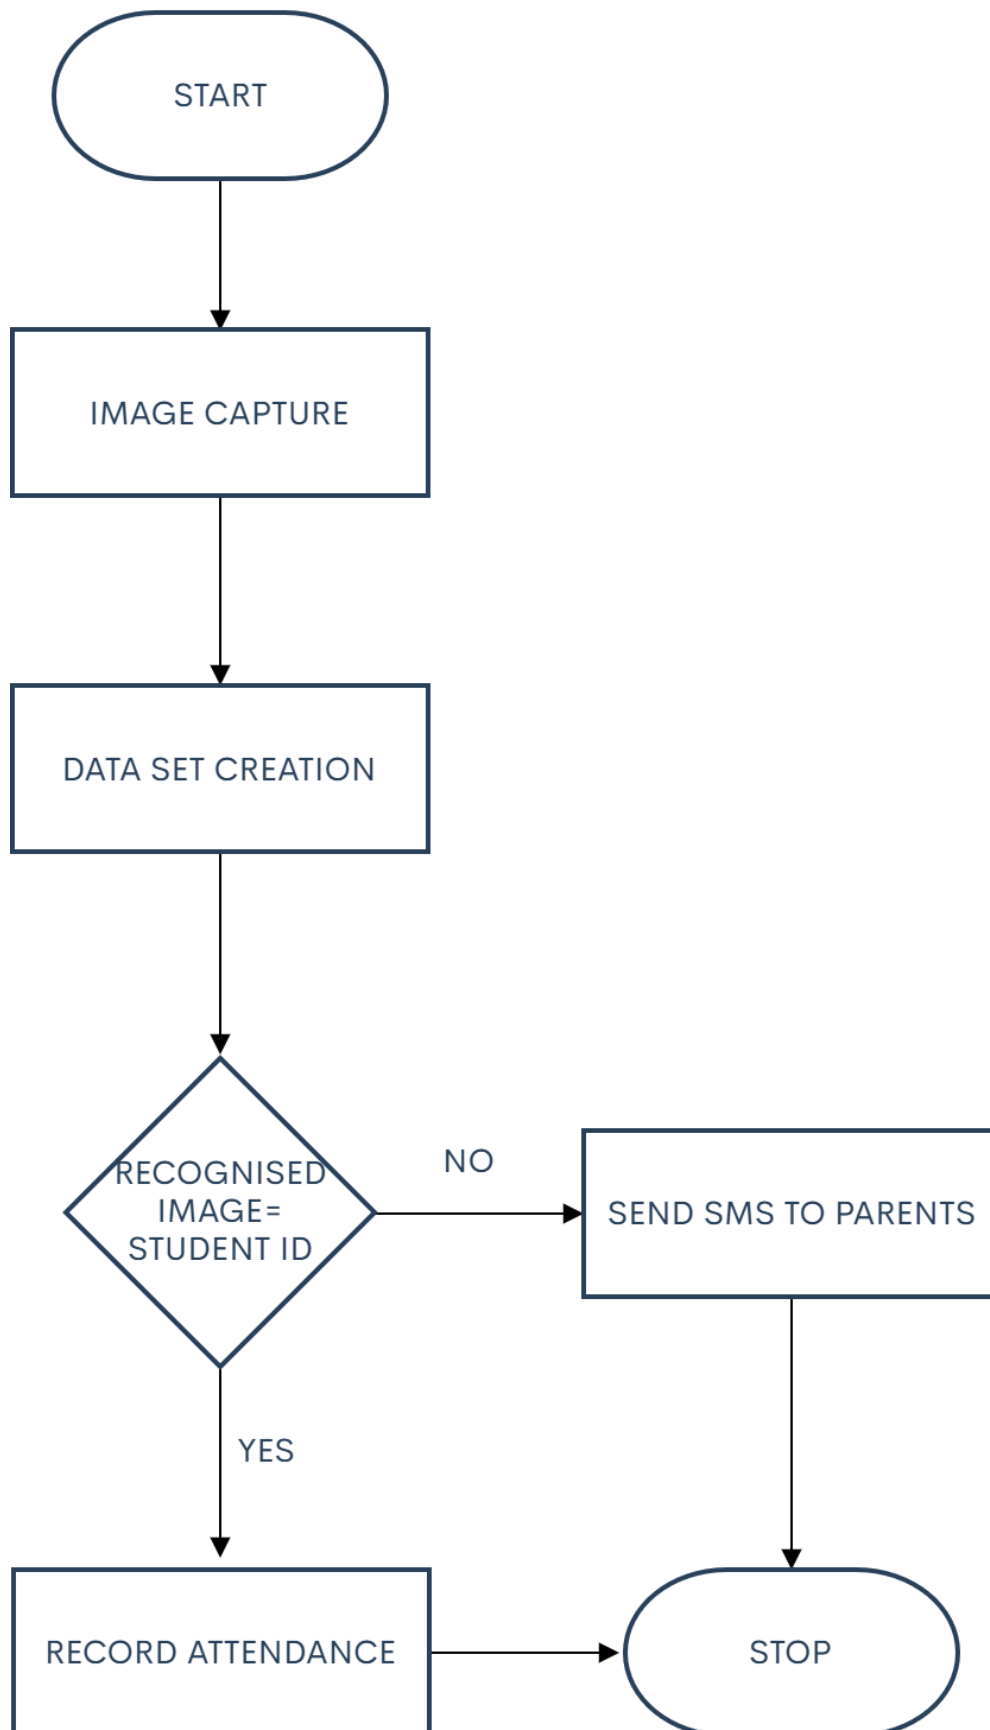 START
IMAGE CAPTURE
DATA SET CREATION
RECOGNISED
IMAGE=
STUDENT ID
NO
SEND SMS TO PARENTS
YES
RECORD ATTENDANCE
STOP